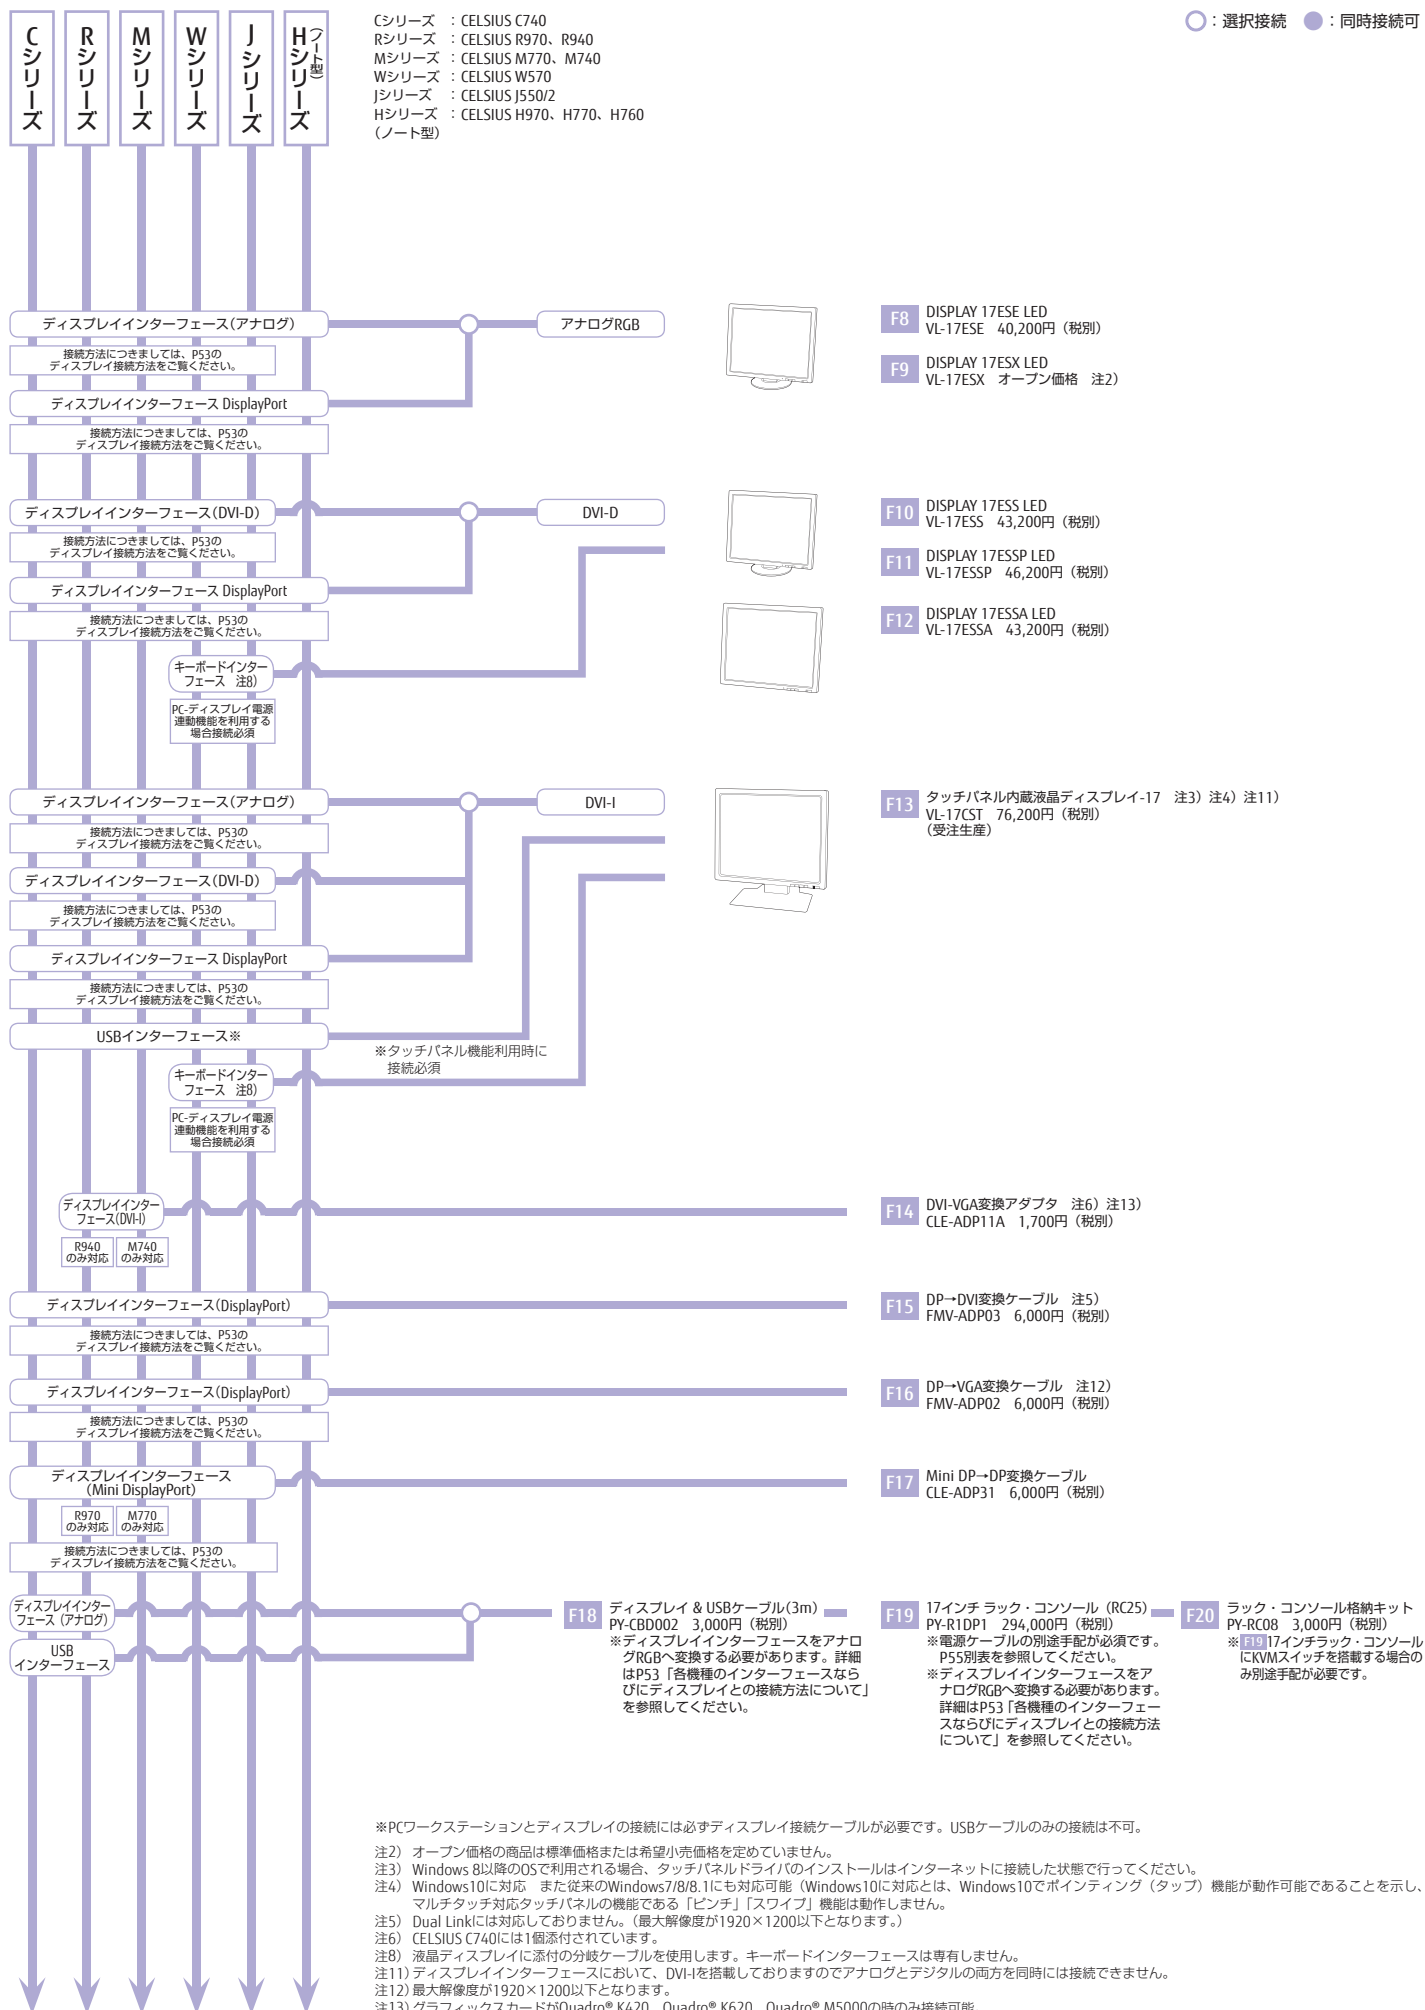 Cシリーズ
Rシリーズ
Mシリーズ
Wシリーズ
Jシリーズ
Hシリーズ（ノート型）
Cシリーズ ：CELSIUS C740
Rシリーズ ：CELSIUS R970、R940
Mシリーズ ：CELSIUS M770、M740
Wシリーズ ：CELSIUS W570
Jシリーズ ：CELSIUS J550/2
Hシリーズ ：CELSIUS H970、H770、H760
（ノート型）
：選択接続 ：同時接続可
ディスプレイインターフェース（アナログ）
アナログRGB
接続方法につきましては、P53の
ディスプレイ接続方法をご覧ください。
ディスプレイインターフェース DisplayPort
接続方法につきましては、P53の
ディスプレイ接続方法をご覧ください。
F8 DISPLAY 17ESE LED
VL-17ESE 40,200円（税別）
F9 DISPLAY 17ESX LED
VL-17ESX オープン価格 注2）
ディスプレイインターフェース（DVI-D）
DVI-D
接続方法につきましては、P53の
ディスプレイ接続方法をご覧ください。
ディスプレイインターフェース DisplayPort
接続方法につきましては、P53の
ディスプレイ接続方法をご覧ください。
キーボードインター
フェース 注8）
PC-ディスプレイ電源
連動機能を利用する
場合接続必須
F10 DISPLAY 17ESS LED
VL-17ESS 43,200円（税別）
F11 DISPLAY 17ESSP LED
VL-17ESSP 46,200円（税別）
F12 DISPLAY 17ESSA LED
VL-17ESSA 43,200円（税別）
ディスプレイインターフェース（アナログ）
DVI-I
接続方法につきましては、P53の
ディスプレイ接続方法をご覧ください。
ディスプレイインターフェース（DVI-D）
接続方法につきましては、P53の
ディスプレイ接続方法をご覧ください。
ディスプレイインターフェース DisplayPort
接続方法につきましては、P53の
ディスプレイ接続方法をご覧ください。
USBインターフェース※
※タッチパネル機能利用時に
接続必須
キーボードインター
フェース 注8）
PC-ディスプレイ電源
連動機能を利用する
場合接続必須
F13 タッチパネル内蔵液晶ディスプレイ-17 注3）注4）注11）
VL-17CST 76,200円（税別）
（受注生産）
ディスプレイインター
フェース（DVI-I）
R940
のみ対応
M740
のみ対応
F14 DVI-VGA変換アダプタ 注6）注13）
CLE-ADP11A 1,700円（税別）
ディスプレイインターフェース（DisplayPort）
接続方法につきましては、P53の
ディスプレイ接続方法をご覧ください。
F15 DP→DVI変換ケーブル 注5）
FMV-ADP03 6,000円（税別）
ディスプレイインターフェース（DisplayPort）
接続方法につきましては、P53の
ディスプレイ接続方法をご覧ください。
F16 DP→VGA変換ケーブル 注12）
FMV-ADP02 6,000円（税別）
ディスプレイインターフェース
（Mini DisplayPort）
R970
のみ対応
M770
のみ対応
接続方法につきましては、P53の
ディスプレイ接続方法をご覧ください。
F17 Mini DP→DP変換ケーブル
CLE-ADP31 6,000円（税別）
ディスプレイインター
フェース（アナログ）
USB
インターフェース
F18 ディスプレイ & USBケーブル（3m）
PY-CBD002 3,000円（税別）
※ディスプレイインターフェースをアナロ
グRGBへ変換する必要があります。詳細
はP53「各機種のインターフェースなら
びにディスプレイとの接続方法について」
を参照してください。
F19 17インチ ラック・コンソール（RC25）
PY-R1DP1 294,000円（税別）
※電源ケーブルの別途手配が必須です。
P55別表を参照してください。
※ディスプレイインターフェースをア
ナログRGBへ変換する必要があります。
詳細はP53「各機種のインターフェー
スならびにディスプレイとの接続方法
について」を参照してください。
F20 ラック・コンソール格納キット
PY-RC08 3,000円（税別）
※ F19 17インチラック・コンソール
にKVMスイッチを搭載する場合の
み別途手配が必要です。
※PCワークステーションとディスプレイの接続には必ずディスプレイ接続ケーブルが必要です。USBケーブルのみの接続は不可。
注2） オープン価格の商品は標準価格または希望小売価格を定めていません。
注3） Windows 8以降のOSで利用される場合、タッチパネルドライバのインストールはインターネットに接続した状態で行ってください。
注4） Windows10に対応 また従来のWindows7/8/8.1にも対応可能（Windows10に対応とは、Windows10でポインティング（タップ）機能が動作可能であることを示し、
マルチタッチ対応タッチパネルの機能である「ピンチ」「スワイプ」機能は動作しません。
注5） Dual Linkには対応しておりません。（最大解像度が1920×1200以下となります。）
注6） CELSIUS C740には1個添付されています。
注8） 液晶ディスプレイに添付の分岐ケーブルを使用します。キーボードインターフェースは専有しません。
注11）ディスプレイインターフェースにおいて、DVI-Iを搭載しておりますのでアナログとデジタルの両方を同時には接続できません。
注12）最大解像度が1920×1200以下となります。
注13）グラフィックスカードがQuadro® K420、Quadro® K620、Quadro® M5000の時のみ接続可能